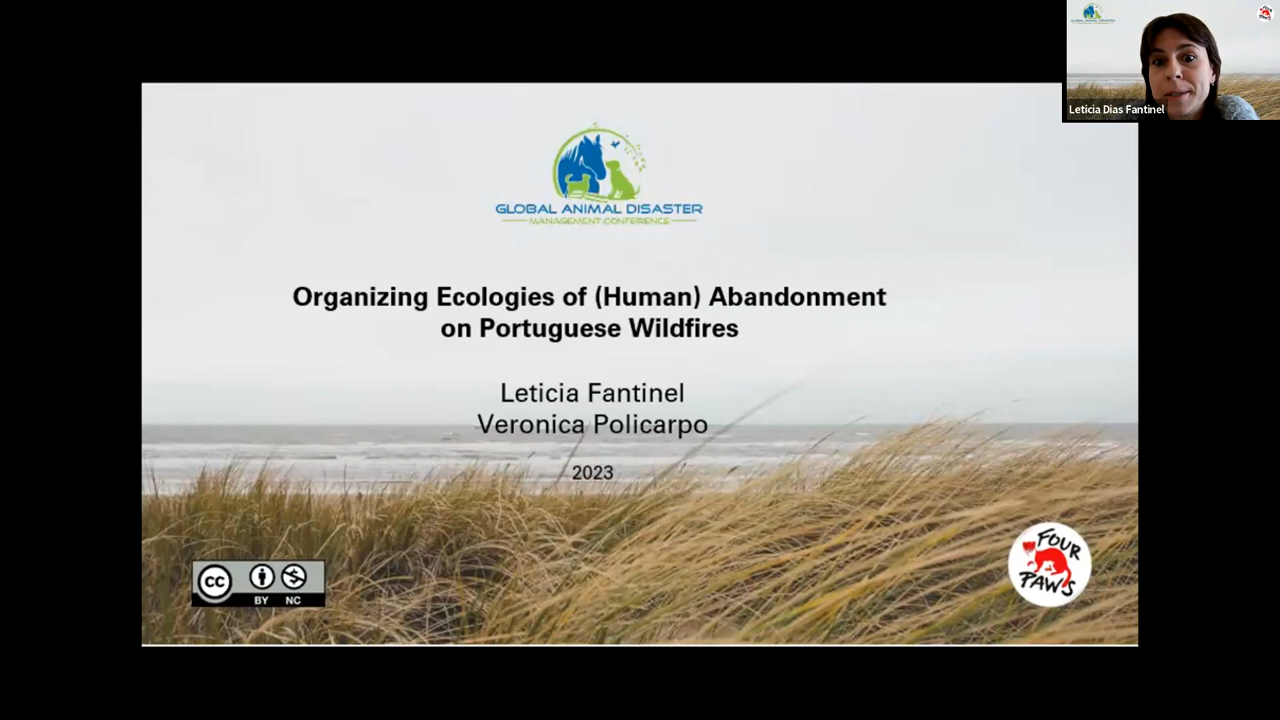 Leticia Dias Fantinel
GLOBAL ANIMAL DISASTER
MANAGEMENT CONFERENCE
Organizing Ecologies of (Human) Abandonment
on Portuguese Wildfires
Leticia Fantinel
Veronica Policarpo
2023
cc
BY NC
FOUR
PAWS